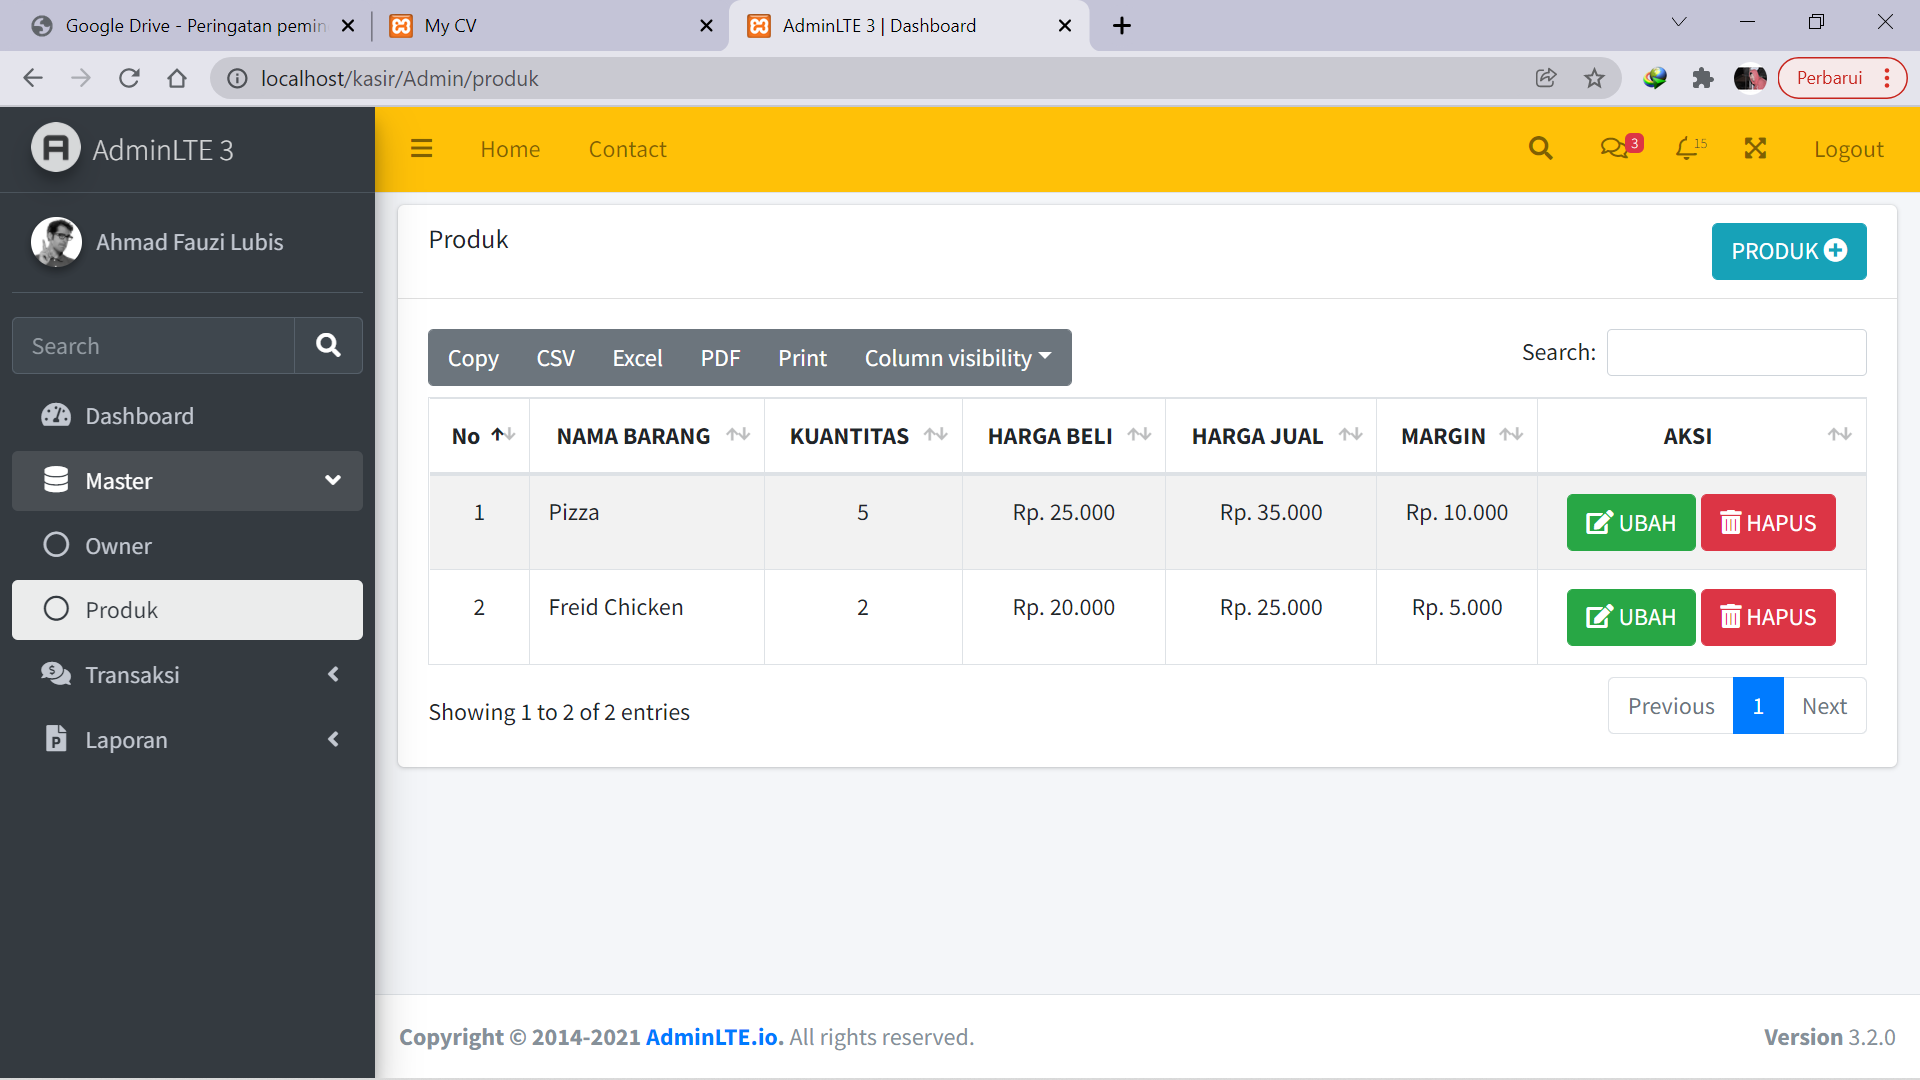 Google Drive - Peringatan pemin
My CV
AdminLTE 3 | Dashboard
localhost/kasir/Admin/produk
Perbarui
AdminLTE 3
Home
Contact
3
15
Logout
Ahmad Fauzi Lubis
Search
Dashboard
Master
Owner
Produk
Transaksi
Laporan
Produk
PRODUK
Copy CSV Excel PDF Print Column visibility
Search:
No NAMA BARANG KUANTITAS HARGA BELI HARGA JUAL MARGIN AKSI
1 Pizza 5 Rp. 25.000 Rp. 35.000 Rp. 10.000 UBAH HAPUS
2 Freid Chicken 2 Rp. 20.000 Rp. 25.000 Rp. 5.000 UBAH HAPUS
Showing 1 to 2 of 2 entries
Previous 1 Next
Copyright © 2014-2021 AdminLTE.io. All rights reserved.
Version 3.2.0